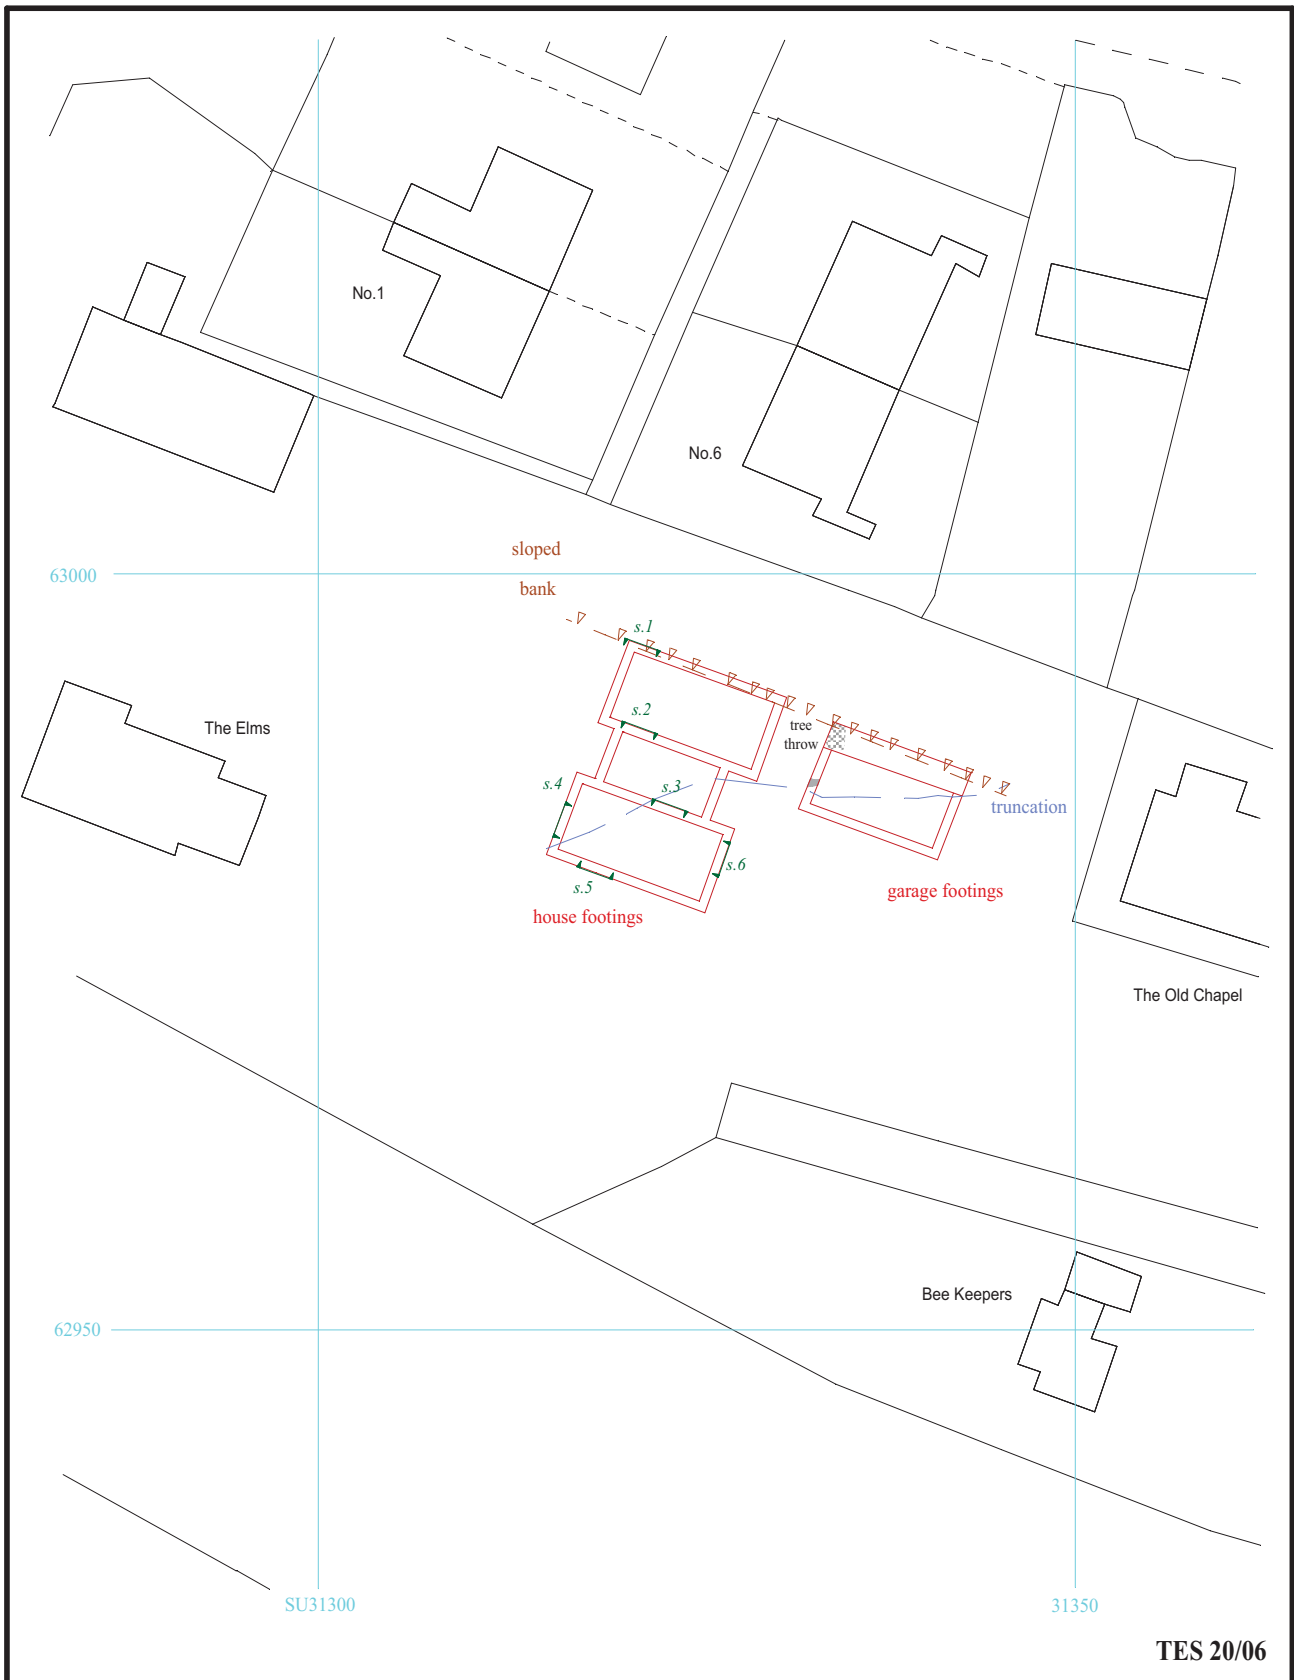 No.1
No.6
sloped
bank
63000
s.1
s.2
tree
throw
The Elms
s.4
s.3
truncation
s.6
s.5
garage footings
house footings
The Old Chapel
Bee Keepers
62950
SU31300
31350
TES 20/06